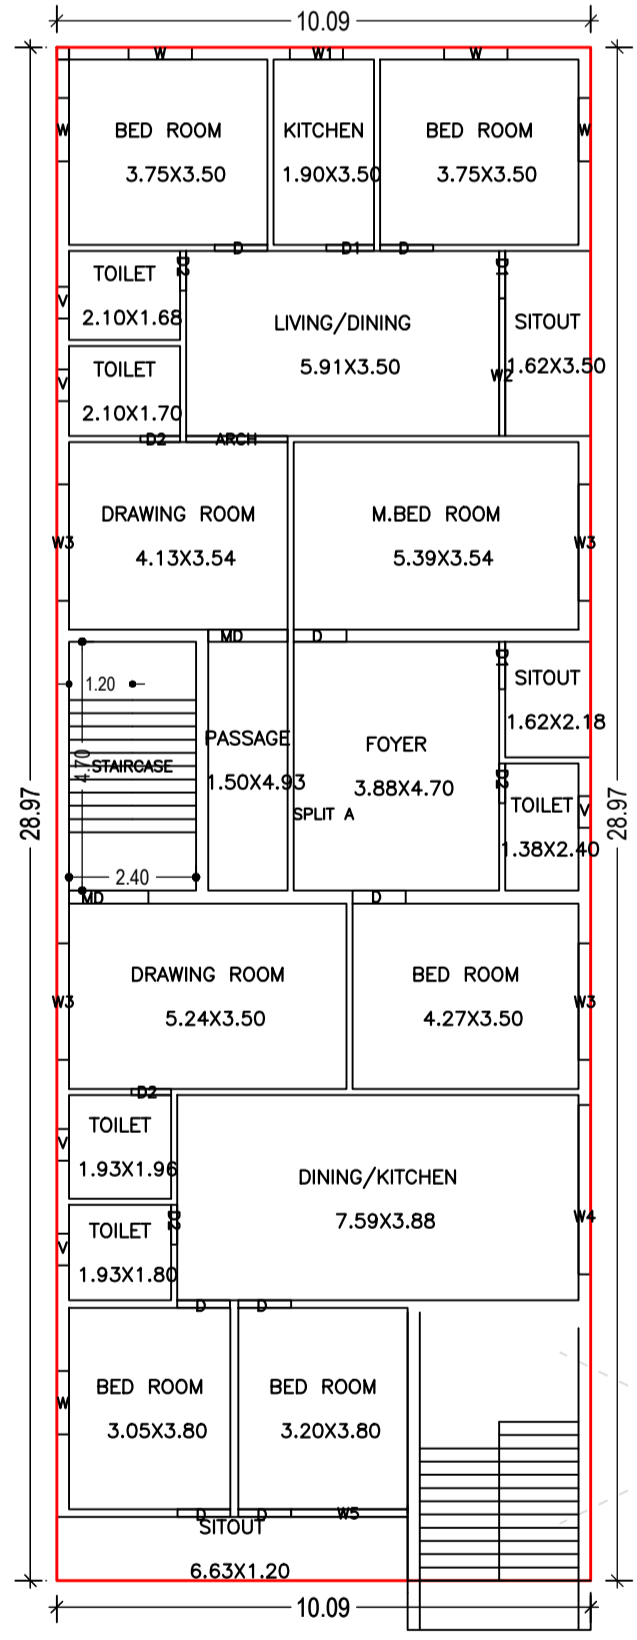 10.09
W W1 W
W BED ROOM KITCHEN BED ROOM W
3.75X3.50 1.90X3.50 3.75X3.50
D D1 D
TOILET D2 D1
V 2.10X1.68 LIVING/DINING SITOUT
TOILET 5.91X3.50 W2 1.62X3.50
V 2.10X1.70
D2 ARCH
DRAWING ROOM M.BED ROOM
W3 4.13X3.54 5.39X3.54 W3
MD D
D1 SITOUT
1.20 1.62X2.18
PASSAGE FOYER
4.70 STAIRCASE 1.50X4.93 3.88X4.70 D2
28.97 SPLIT A TOILET V 28.97
1.38X2.40
2.40
MD D
DRAWING ROOM BED ROOM
W3 5.24X3.50 4.27X3.50 W3
D2
TOILET
V 1.93X1.96 DINING/KITCHEN
TOILET D2 7.59X3.88 W4
V 1.93X1.80
D D
BED ROOM BED ROOM
W 3.05X3.80 3.20X3.80
D D W5
SITOUT
6.63X1.20
10.09